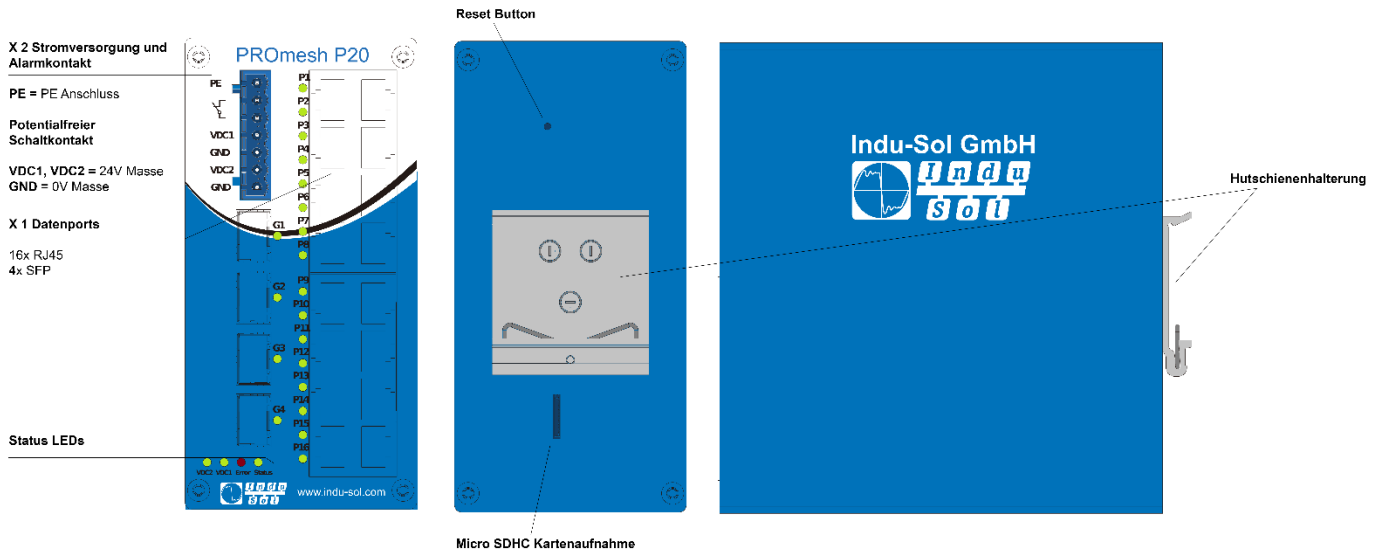 Reset Button
X 2 Stromversorgung und
Alarmkontakt
PE = PE Anschluss
Potentialfreier
Schaltkontakt
VDC1, VDC2 = 24V Masse
GND = 0V Masse
X 1 Datenports
16x RJ45
4x SFP
Status LEDs
PROmesh P20
PE
VDC1
GND
VDC2
GND
P1
P2
P3
P4
P5
P6
P7
P8
P9
P10
P11
P12
P13
P14
P15
P16
G1
G2
G3
G4
VDC2 VDC1 Error Status
Indu
Sol
www.indu-sol.com
Micro SDHC Kartenaufnahme
Indu-Sol GmbH
Indu
Sol
Hutschienenhalterung